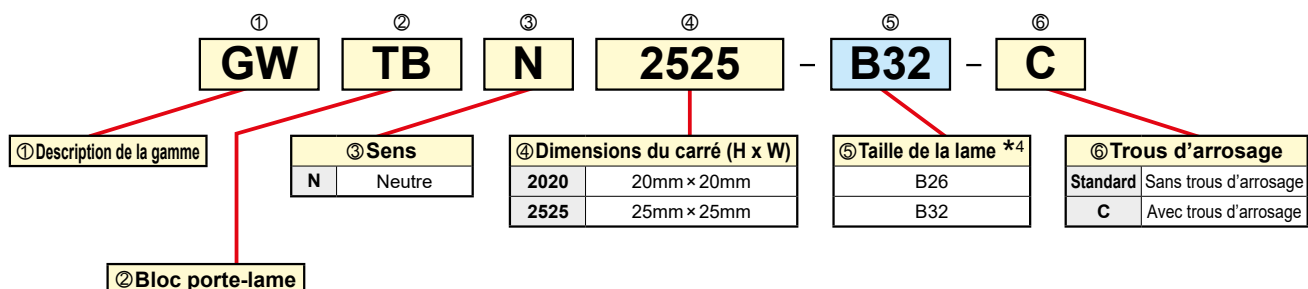 ① ② ③ ④ ⑤ ⑥
GW TB N 2525 – B32 – C
①Description de la gamme
③Sens
N Neutre
④Dimensions du carré (H x W)
2020 20mm×20mm
2525 25mm×25mm
⑤Taille de la lame *4
B26
B32
⑥Trous d’arrosage
Standard Sans trous d’arrosage
C Avec trous d’arrosage
②Bloc porte-lame